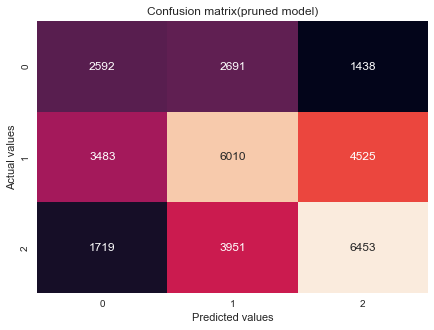 Confusion matrix(pruned model)
Actual values
0
2592 2691 1438
1
3483 6010 4525
2
1719 3951 6453
0 1 2
Predicted values